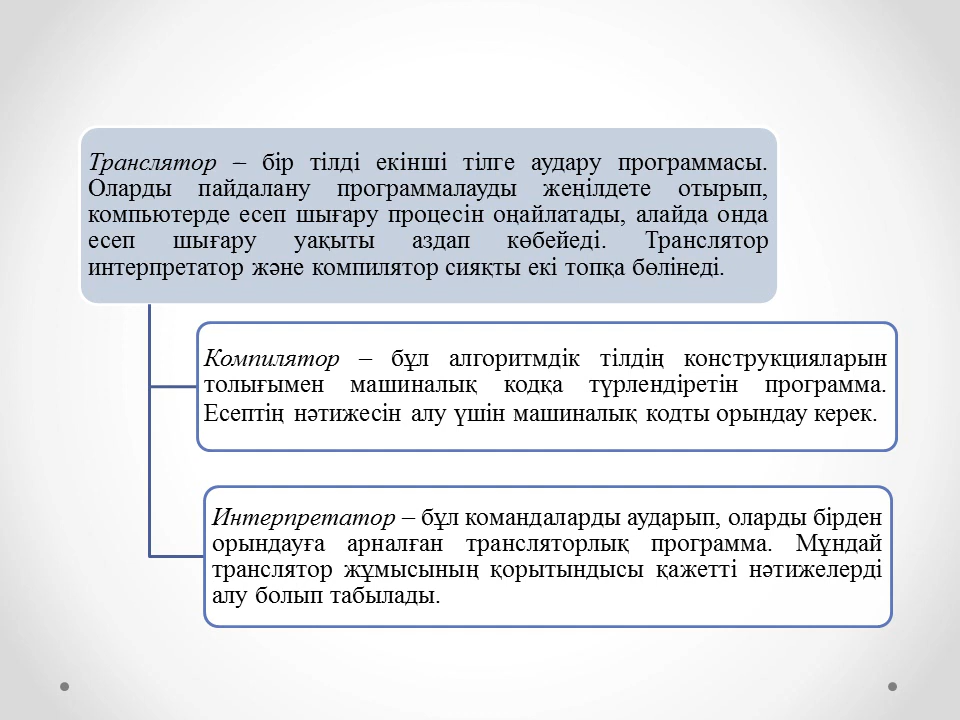 Транслятор – бір тілді екінші тілге аудару программасы.
Оларды пайдалану программалауды жеңілдете отырып,
компьютерде есеп шығару процесін оңайлатады, алайда онда
есеп шығару уақыты аздап көбейеді. Транслятор
интерпретатор және компилятор сияқты екі топқа бөлінеді.
Компилятор – бұл алгоритмдік тілдің конструкцияларын
толығымен машиналық кодқа түрлендіретін программа.
Есептің нәтижесін алу үшін машиналық кодты орындау керек.
Интерпретатор – бұл командаларды аударып, оларды бірден
орындауға арналған трансляторлық программа. Мұндай
транслятор жұмысының қорытындысы қажетті нәтижелерді
алу болып табылады.